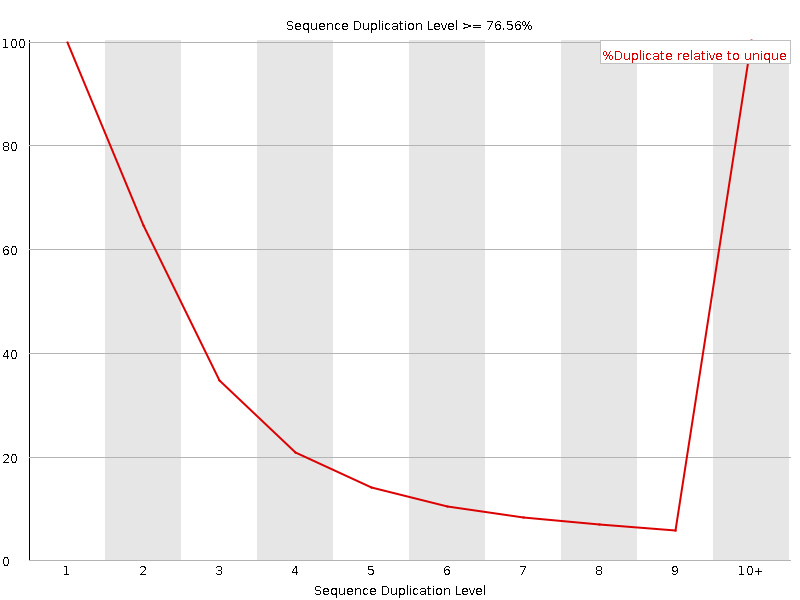 Sequence Duplication Level >= 76.56%
%Duplicate relative to unique
100
80
60
40
20
0
1 2 3 4 5 6 7 8 9 10+
Sequence Duplication Level